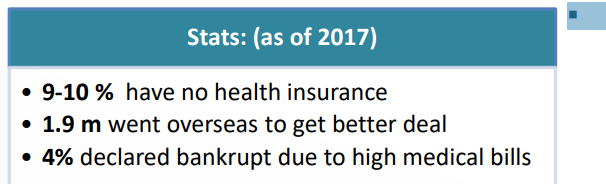 Stats: (as of 2017)
• 9-10 % have no health insurance
• 1.9 m went overseas to get better deal
• 4% declared bankrupt due to high medical bills